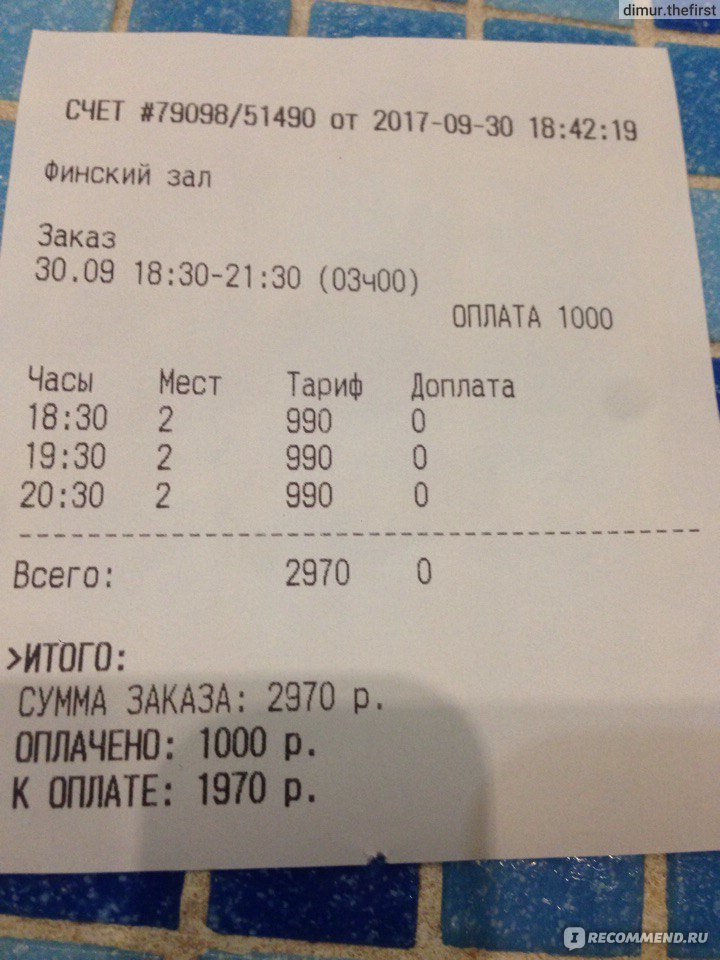 dimur.thefirst
СЧЕТ #79098/51490 от 2017-09-30 18:42:19
Финский зал
Заказ
30.09 18:30-21:30 (03ч00)
ОПЛАТА 1000
Часы Мест Тариф Доплата
18:30 2 990 0
19:30 2 990 0
20:30 2 990 0
Всего: 2970 0
>ИТОГО:
СУММА ЗАКАЗА: 2970 р.
ОПЛАЧЕНО: 1000 р.
К ОПЛАТЕ: 1970 р.
I RECOMMEND.RU